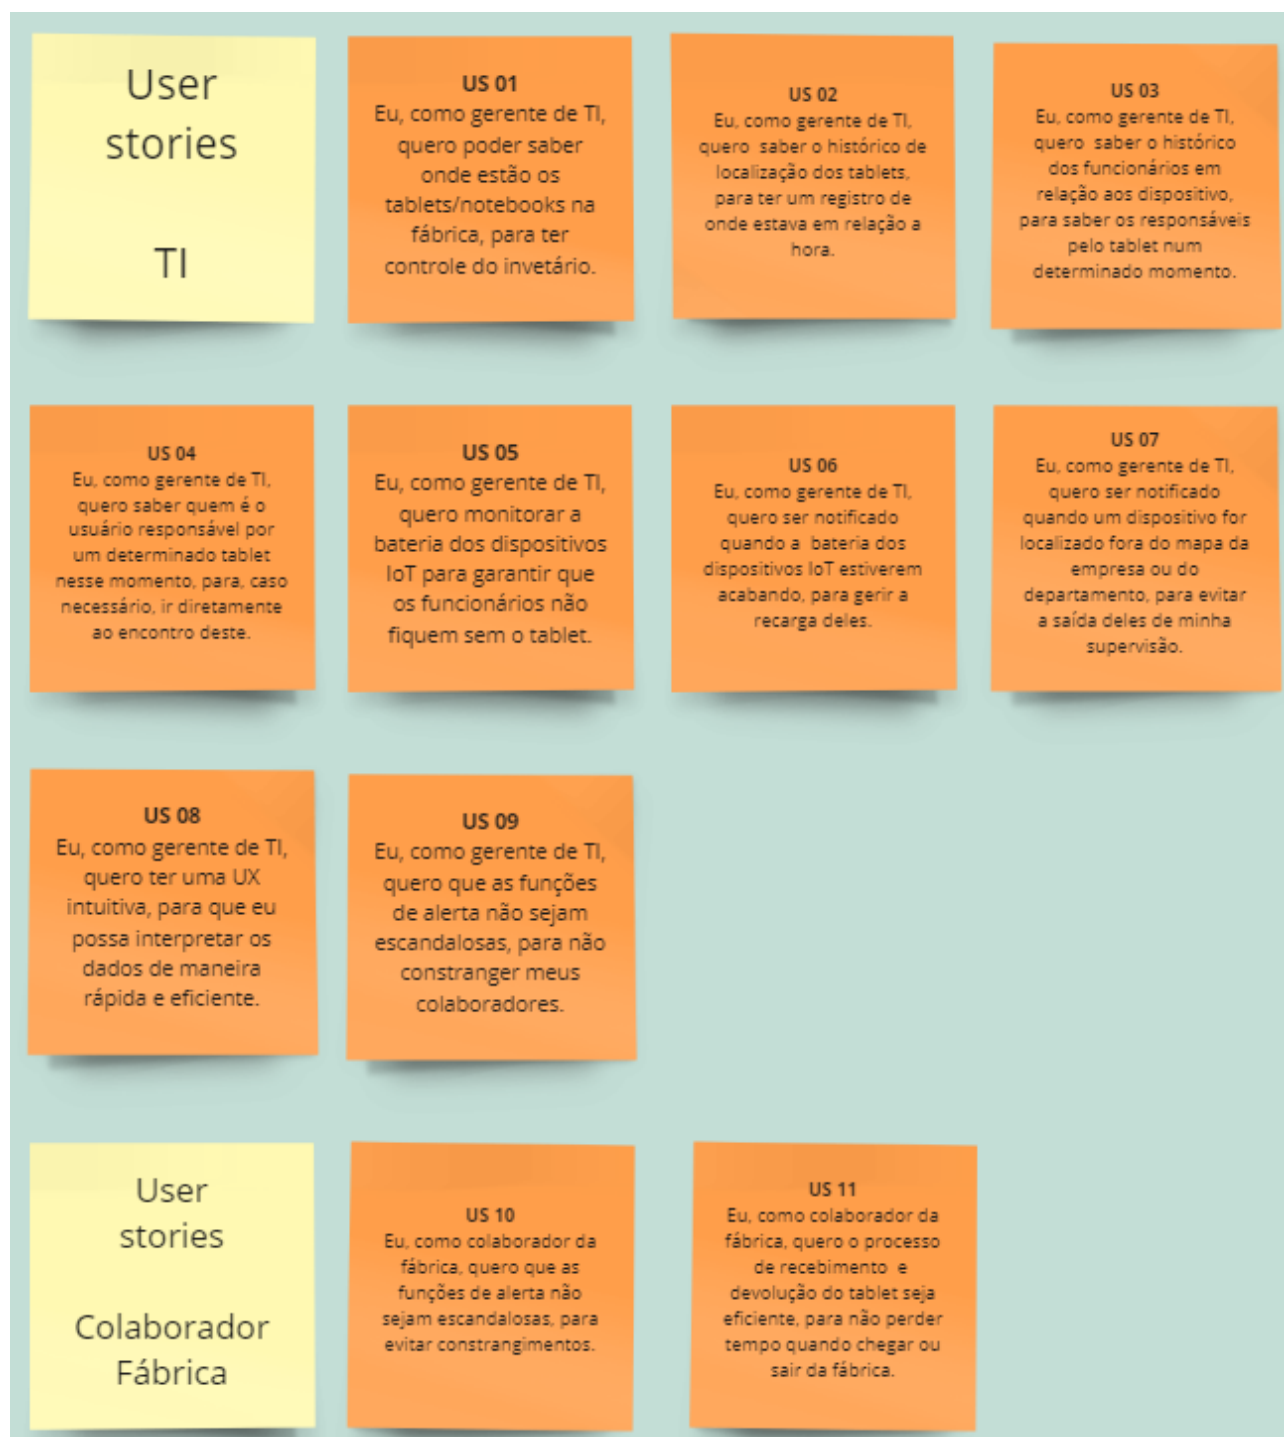 User
stories
TI
US 01
Eu, como gerente de TI,
quero poder saber
onde estão os
tablets/notebooks na
fábrica, para ter
controle do invetário.
US 02
Eu, como gerente de TI,
quero  saber o histórico de
localização dos tablets,
para ter um registro de
onde estava em relação a
hora.
US 03
Eu, como gerente de TI,
quero  saber o histórico
dos funcionários em
relação aos dispositivo,
para saber os responsáveis
pelo tablet num
determinado momento.
US 04
Eu, como gerente de TI,
quero saber quem é o
usuário responsável por
um determinado tablet
nesse momento, para, caso
necessário, ir diretamente
ao encontro deste.
US 05
Eu, como gerente de TI,
quero monitorar a
bateria dos dispositivos
IoT para garantir que
os funcionários não
fiquem sem o tablet.
US 06
Eu, como gerente de TI,
quero ser notificado
quando a  bateria dos
dispositivos IoT estiverem
acabando, para gerir a
recarga deles.
US 07
Eu, como gerente de TI,
quero ser notificado
quando um dispositivo for
localizado fora do mapa da
empresa ou do
departamento, para evitar
a saída deles de minha
supervisão.
US 08
Eu, como gerente de TI,
quero ter uma UX
intuitiva, para que eu
possa interpretar os
dados de maneira
rápida e eficiente.
US 09
Eu, como gerente de TI,
quero que as funções
de alerta não sejam
escandalosas, para não
constranger meus
colaboradores.
User
stories
Colaborador
Fábrica
US 10
Eu, como colaborador da
fábrica, quero que as
funções de alerta não
sejam escandalosas, para
evitar constrangimentos.
US 11
Eu, como colaborador da
fábrica, quero o processo
de recebimento  e
devolução do tablet seja
eficiente, para não perder
tempo quando chegar ou
sair da fábrica.